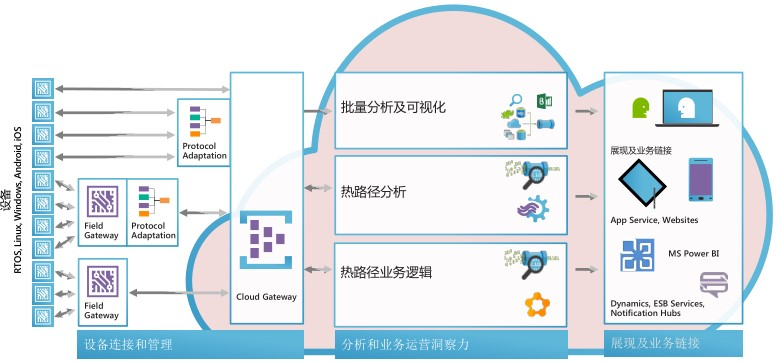 设备
RTOS, Linux, Windows, Android, iOS
Protocol
Adaptation
Field
Gateway
Protocol
Adaptation
Field
Gateway
Cloud Gateway
设备连接和管理
批量分析及可视化
热路径分析
热路径业务逻辑
分析和业务运营洞察力
展现及业务链接
App Service, Websites
MS Power BI
Dynamics, ESB Services,
Notification Hubs
展现及业务链接